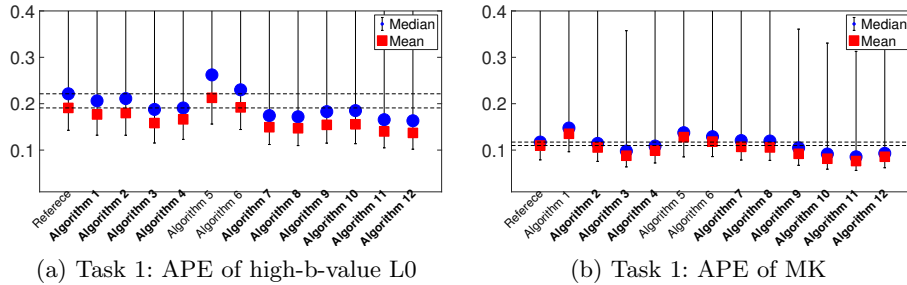 0.4
0.3
0.2
0.1
Median
Mean
Referece
Algorithm 1
Algorithm 2
Algorithm 3
Algorithm 4
Algorithm 5
Algorithm 6
Algorithm 7
Algorithm 8
Algorithm 9
Algorithm 10
Algorithm 11
Algorithm 12
(a) Task 1: APE of high-b-value L0
0.4
0.3
0.2
0.1
Median
Mean
Referece
Algorithm 1
Algorithm 2
Algorithm 3
Algorithm 4
Algorithm 5
Algorithm 6
Algorithm 7
Algorithm 8
Algorithm 9
Algorithm 10
Algorithm 11
Algorithm 12
(b) Task 1: APE of MK